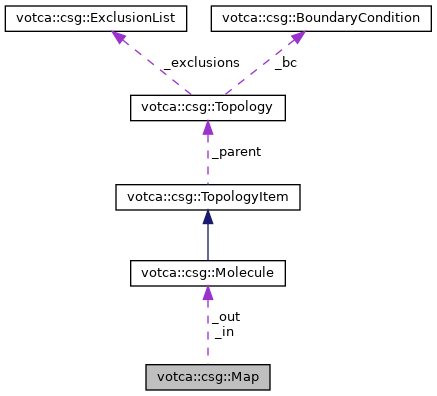 votca::csg::ExclusionList
votca::csg::BoundaryCondition
_exclusions
_bc
votca::csg::Topology
_parent
votca::csg::TopologyItem
votca::csg::Molecule
_out
_in
votca::csg::Map